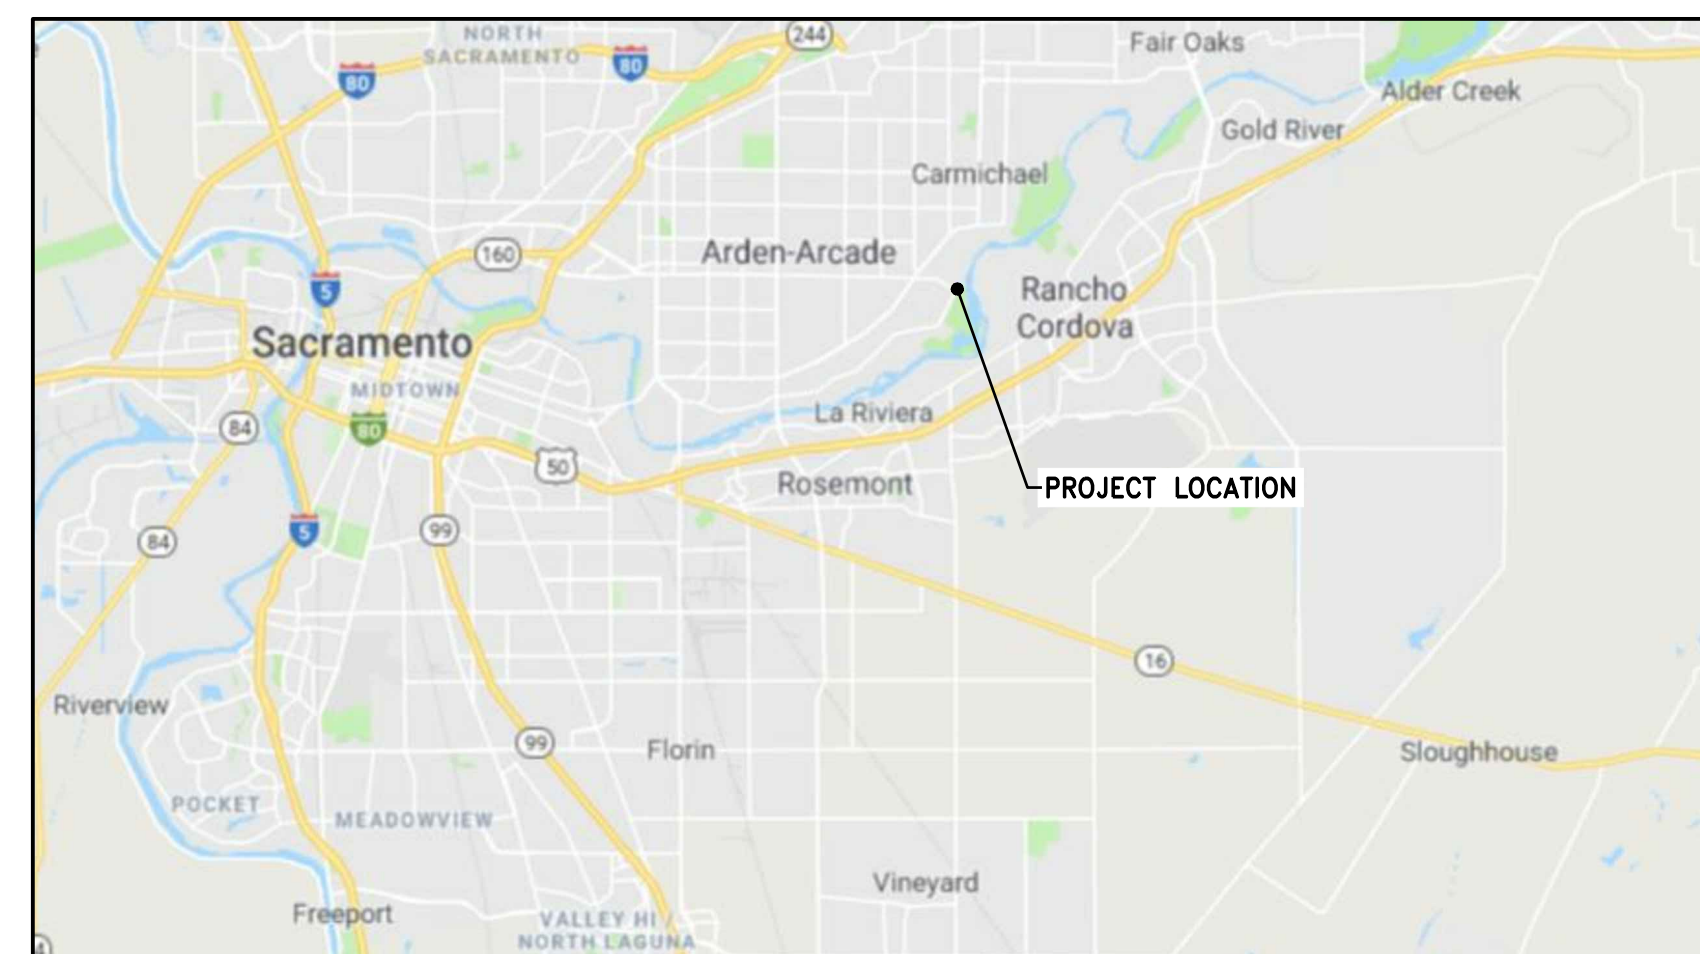 NORTH
SACRAMENTO
244
Fair Oaks
80
80
Alder Creek
Gold River
Carmichael
160
Arden-Arcade
5
Rancho
Cordova
Sacramento
MIDTOWN
84
80
La Riviera
50
Rosemont
PROJECT LOCATION
5
99
84
16
Riverview
99
Florin
Sloughhouse
POCKET
MEADOWVIEW
Vineyard
Freeport
VALLEY HI /
NORTH LAGUNA